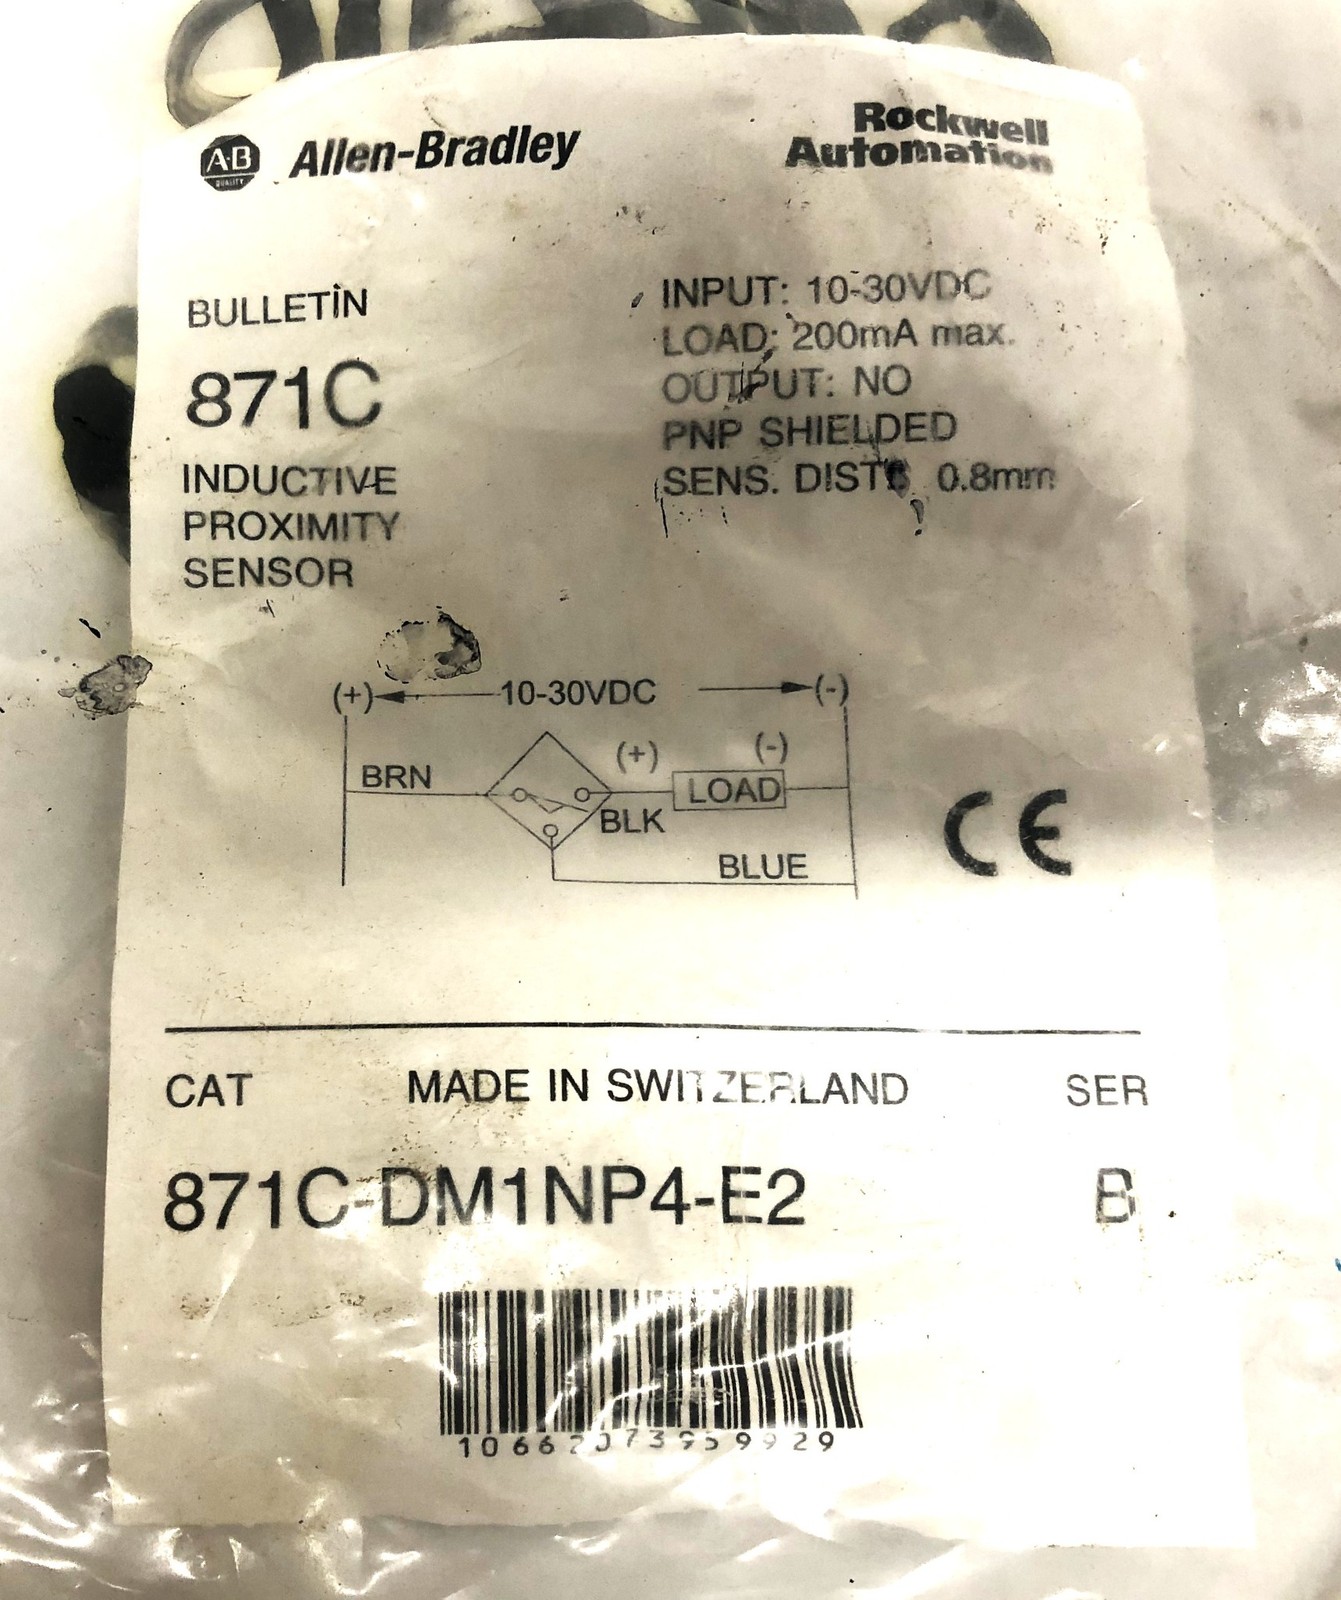 A-B
QUALITY
Allen-Bradley
Rockwell
Automation
BULLETIN
871C
INDUCTIVE
PROXIMITY
SENSOR
INPUT: 10-30VDC
LOAD: 200mA max.
OUTPUT: NO
PNP SHIELDED
SENS. DIST: 0.8mm
(+) 10-30VDC (-)
BRN (+) (-)
LOAD
BLK
BLUE
CE
CAT MADE IN SWITZERLAND SER
871C-DM1NP4-E2 B
10662073959929